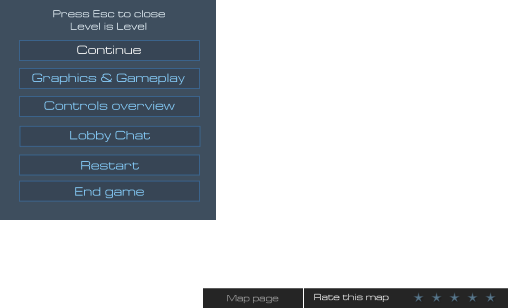 Press Esc to close
Level is Level
Continue
Graphics & Gameplay
Controls overview
Lobby Chat
Restart
End game
Map page
Rate this map